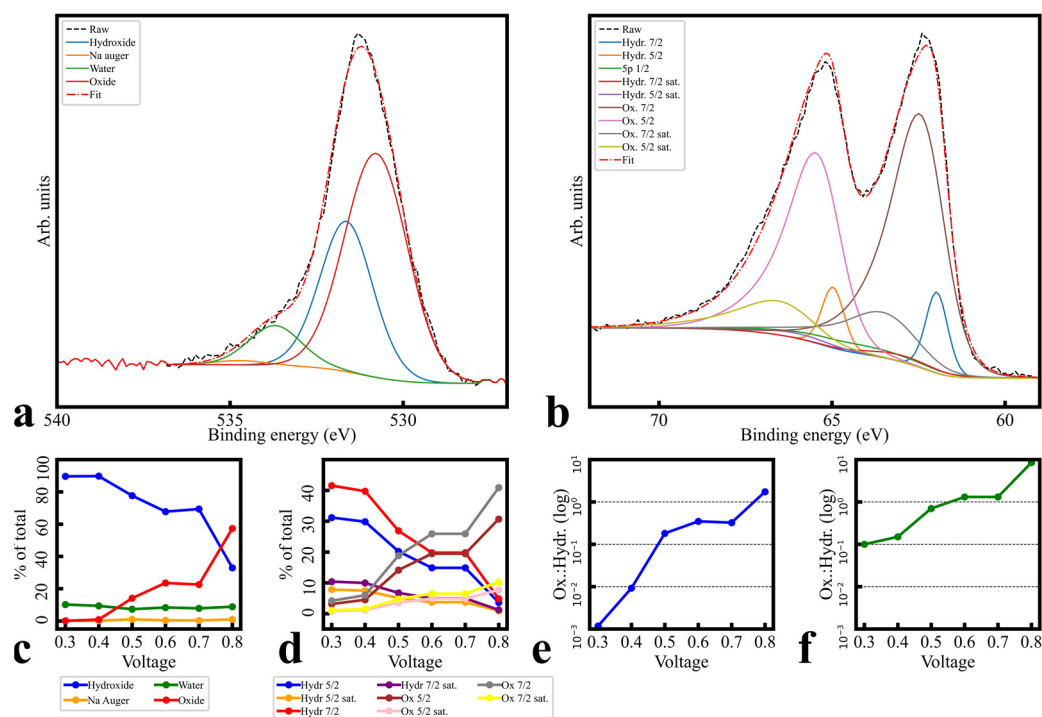 Raw
Hydroxide
Na auger
Water
Oxide
Fit
Arb. units
540
535
530
Binding energy (eV)
a
Raw
Hydr. 7/2
Hydr. 5/2
5p 1/2
Hydr. 7/2 sat.
Hydr. 5/2 sat.
Ox. 7/2
Ox. 5/2
Ox. 7/2 sat.
Ox. 5/2 sat.
Fit
Arb. units
70
65
60
Binding energy (eV)
b
% of total
100
80
60
40
20
0
0.3 0.4 0.5 0.6 0.7 0.8
Voltage
c
Hydroxide
Na Auger
Water
Oxide
% of total
40
30
20
10
0
0.3 0.4 0.5 0.6 0.7 0.8
Voltage
d
Hydr 5/2
Hydr 5/2 sat.
Hydr 7/2
Hydr 7/2 sat.
Ox 5/2
Ox 5/2 sat.
Ox 7/2
Ox 7/2 sat.
Ox.:Hydr. (log)
10¹
10⁰
10⁻¹
10⁻²
10⁻³
0.3 0.4 0.5 0.6 0.7 0.8
Voltage
e
Ox.:Hydr. (log)
10¹
10⁰
10⁻¹
10⁻²
10⁻³
0.3 0.4 0.5 0.6 0.7 0.8
Voltage
f